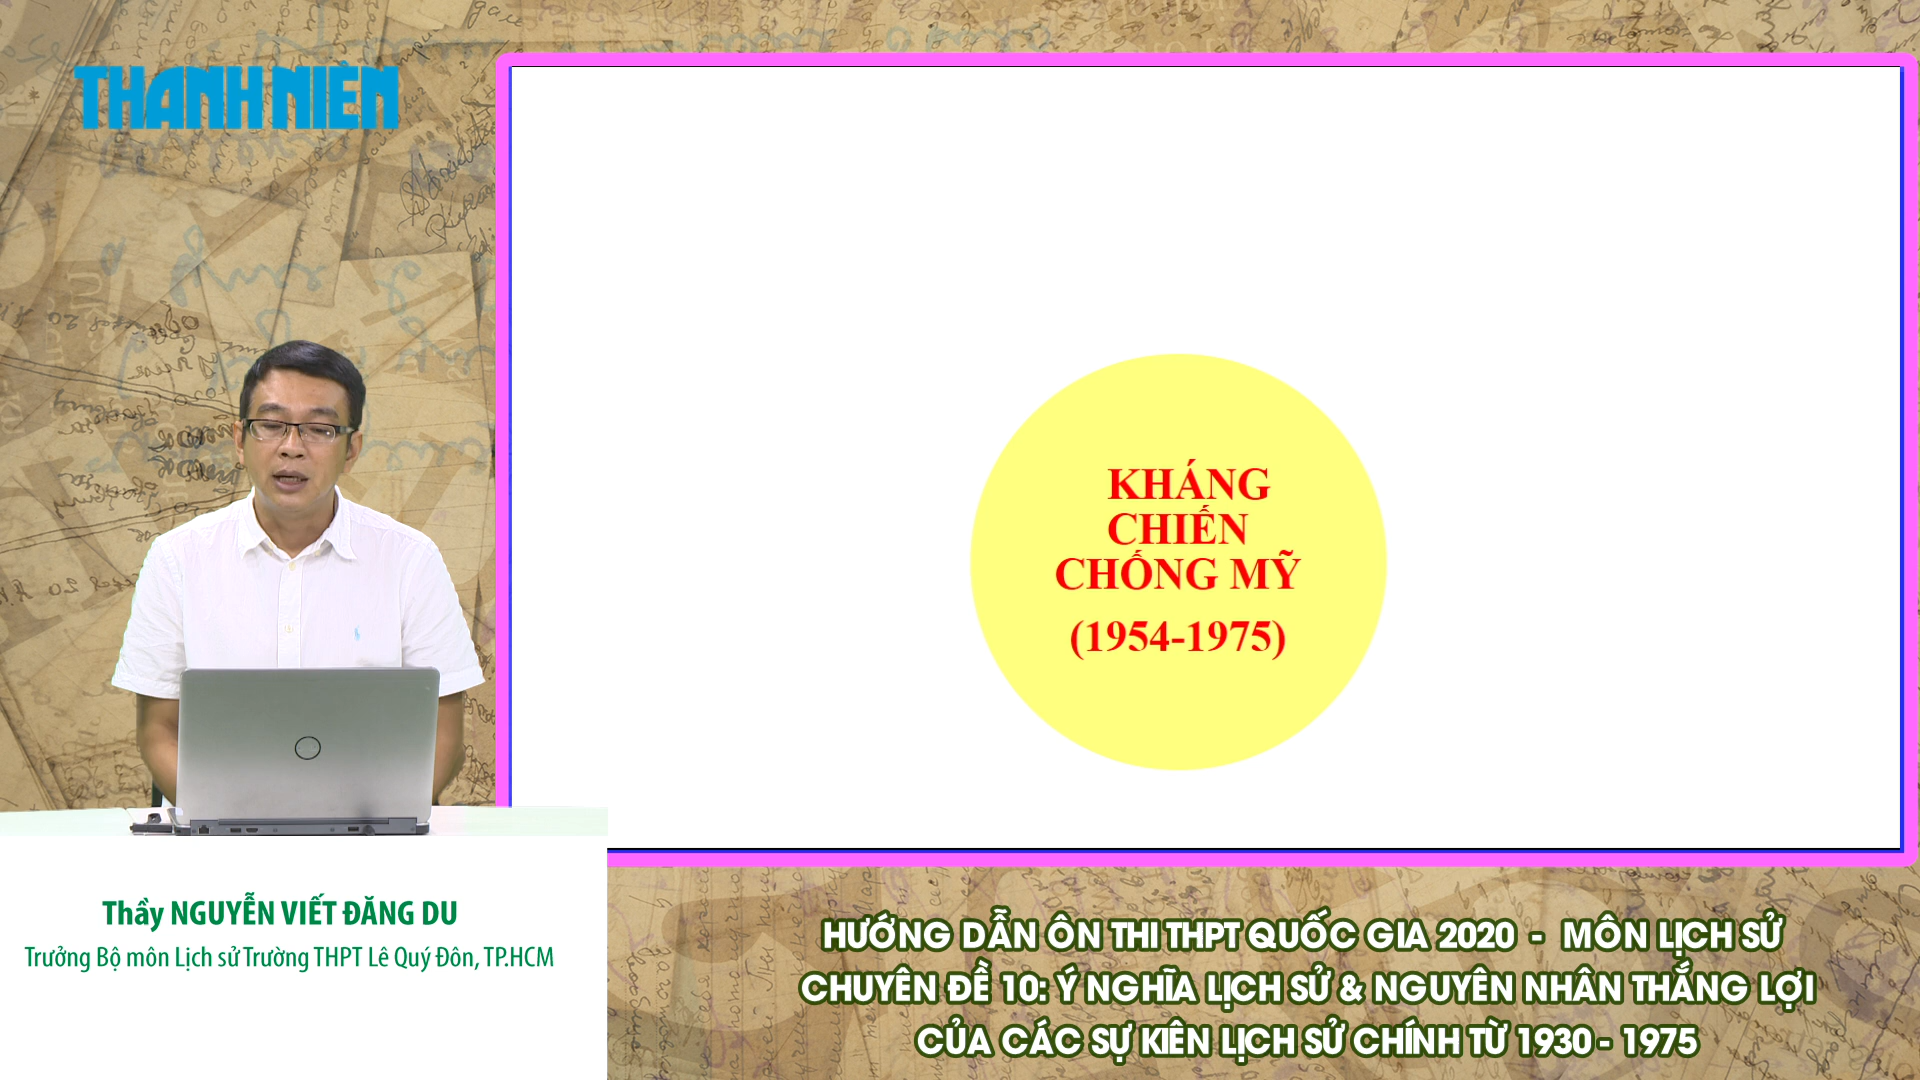 THANH NIÊN
KHÁNG
CHIẾN
CHỐNG MỸ
(1954-1975)
Thầy NGUYỄN VIẾT ĐĂNG DU
Trưởng Bộ môn Lịch sử Trường THPT Lê Quý Đôn, TP.HCM
HƯỚNG DẪN ÔN THI THPT QUỐC GIA 2020 - MÔN LỊCH SỬ
CHUYÊN ĐỀ 10: Ý NGHĨA LỊCH SỬ & NGUYÊN NHÂN THẮNG LỢI
CỦA CÁC SỰ KIÊN LỊCH SỬ CHÍNH TỪ 1930 - 1975